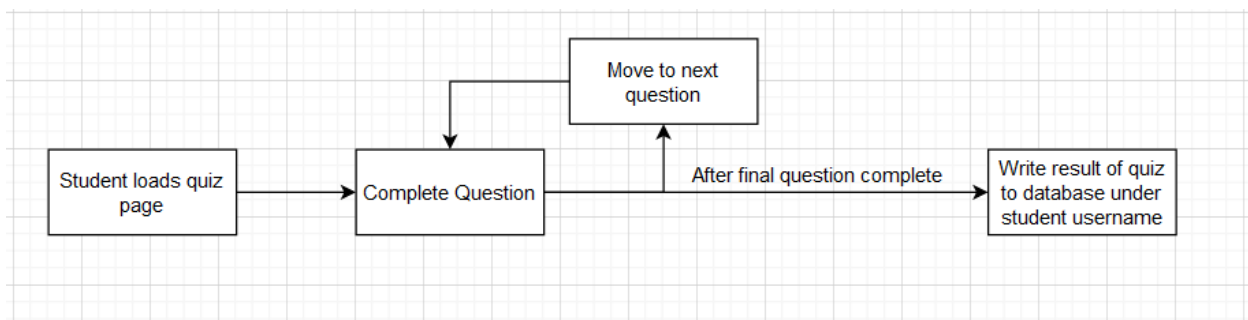 Move to next
question
Student loads quiz
page
Complete Question
After final question complete
Write result of quiz
to database under
student username